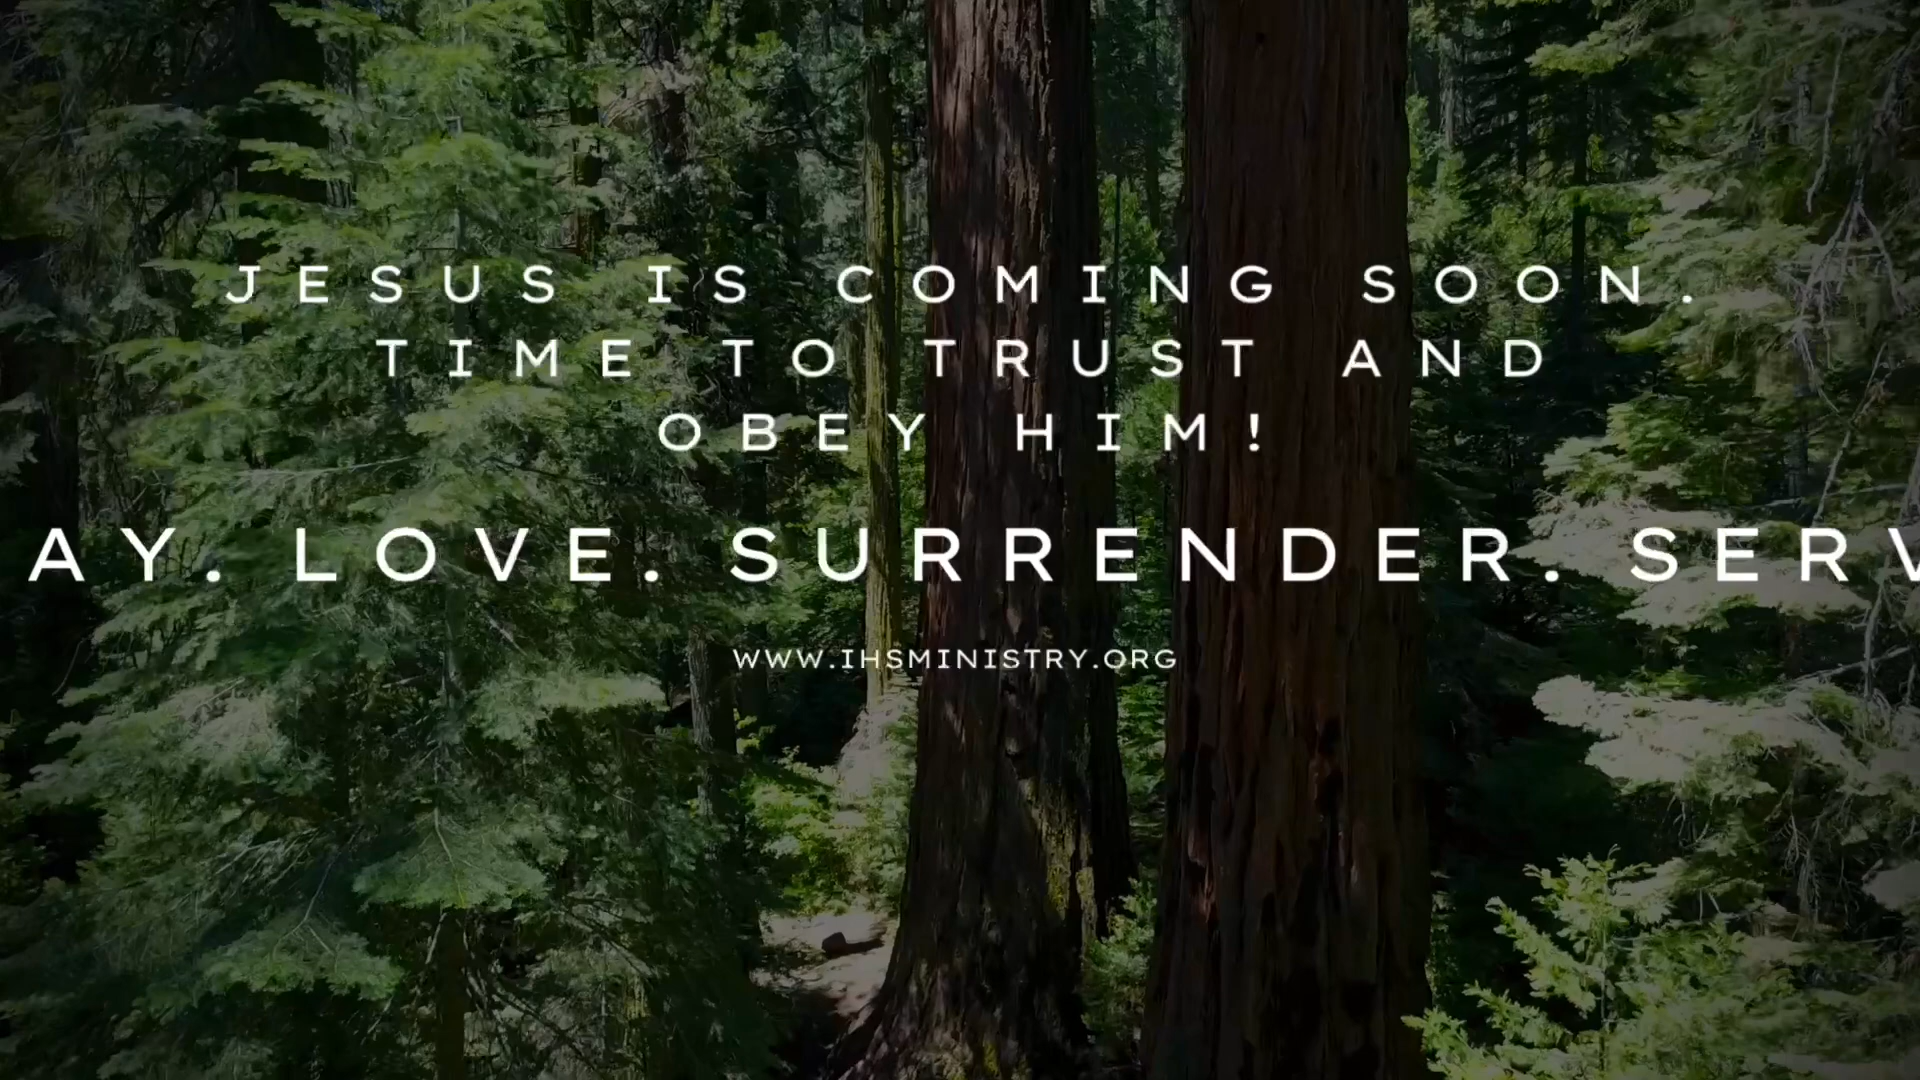 JESUS IS COMING SOON.
TIME TO TRUST AND
OBEY HIM!
AY. LOVE. SURRENDER. SERV
WWW.IHSMINISTRY.ORG